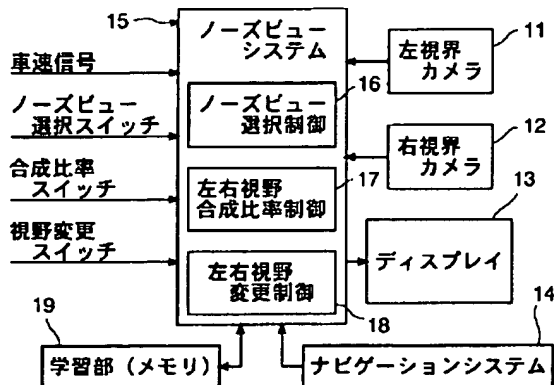 15
ノーズビュー
システム
車速信号
ノーズビュー
選択スイッチ
合成比率
スイッチ
視野変更
スイッチ
ノーズビュー
選択制御
16
左右視野
合成比率制御
17
左右視野
変更制御
18
左視界
カメラ
11
右視界
カメラ
12
13
ディスプレイ
19
学習部(メモリ)
14
ナビゲーションシステム